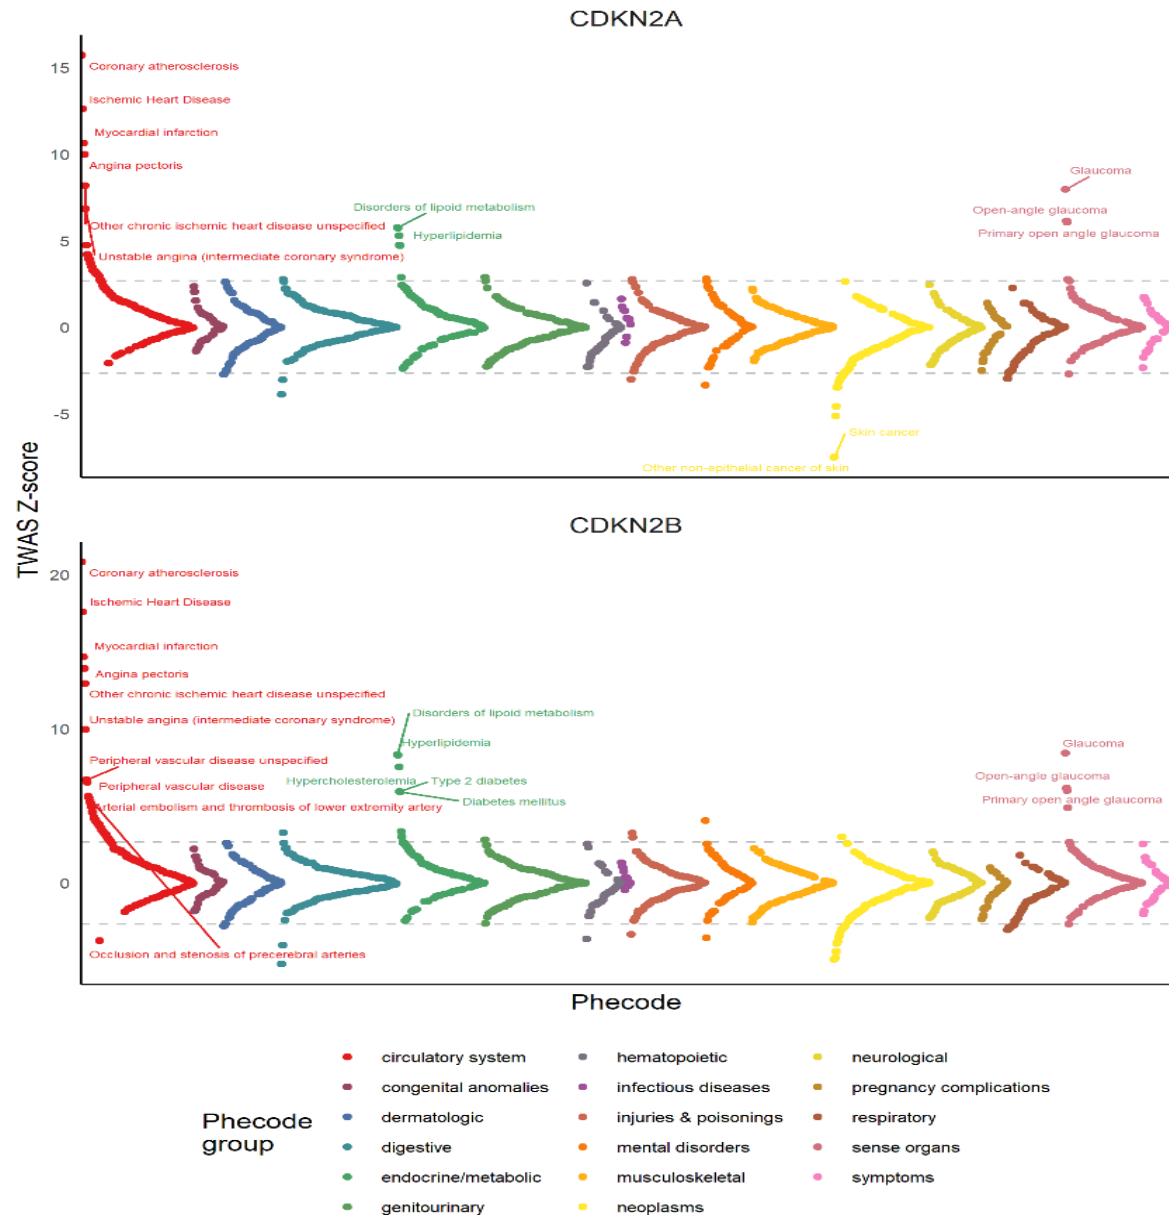 CDKN2A
15
Coronary atherosclerosis
Ischemic Heart Disease
Myocardial infarction
10
Angina pectoris
Glaucoma
Disorders of lipoid metabolism
Open-angle glaucoma
5
Other chronic ischemic heart disease unspecified
Hyperlipidemia
Primary open angle glaucoma
Unstable angina (intermediate coronary syndrome)
0
-5
Skin cancer
Other non-epithelial cancer of skin
TWAS Z-score
CDKN2B
20
Coronary atherosclerosis
Ischemic Heart Disease
Myocardial infarction
Angina pectoris
Other chronic ischemic heart disease unspecified
Disorders of lipoid metabolism
10
Unstable angina (intermediate coronary syndrome)
Hyperlipidemia
Glaucoma
Peripheral vascular disease unspecified
Hypercholesterolemia
Type 2 diabetes
Open-angle glaucoma
Peripheral vascular disease
Diabetes mellitus
Primary open angle glaucoma
Arterial embolism and thrombosis of lower extremity artery
0
Occlusion and stenosis of precerebral arteries
Phecode
Phecode group
circulatory system
congenital anomalies
dermatologic
digestive
endocrine/metabolic
genitourinary
hematopoietic
infectious diseases
injuries & poisonings
mental disorders
musculoskeletal
neoplasms
neurological
pregnancy complications
respiratory
sense organs
symptoms